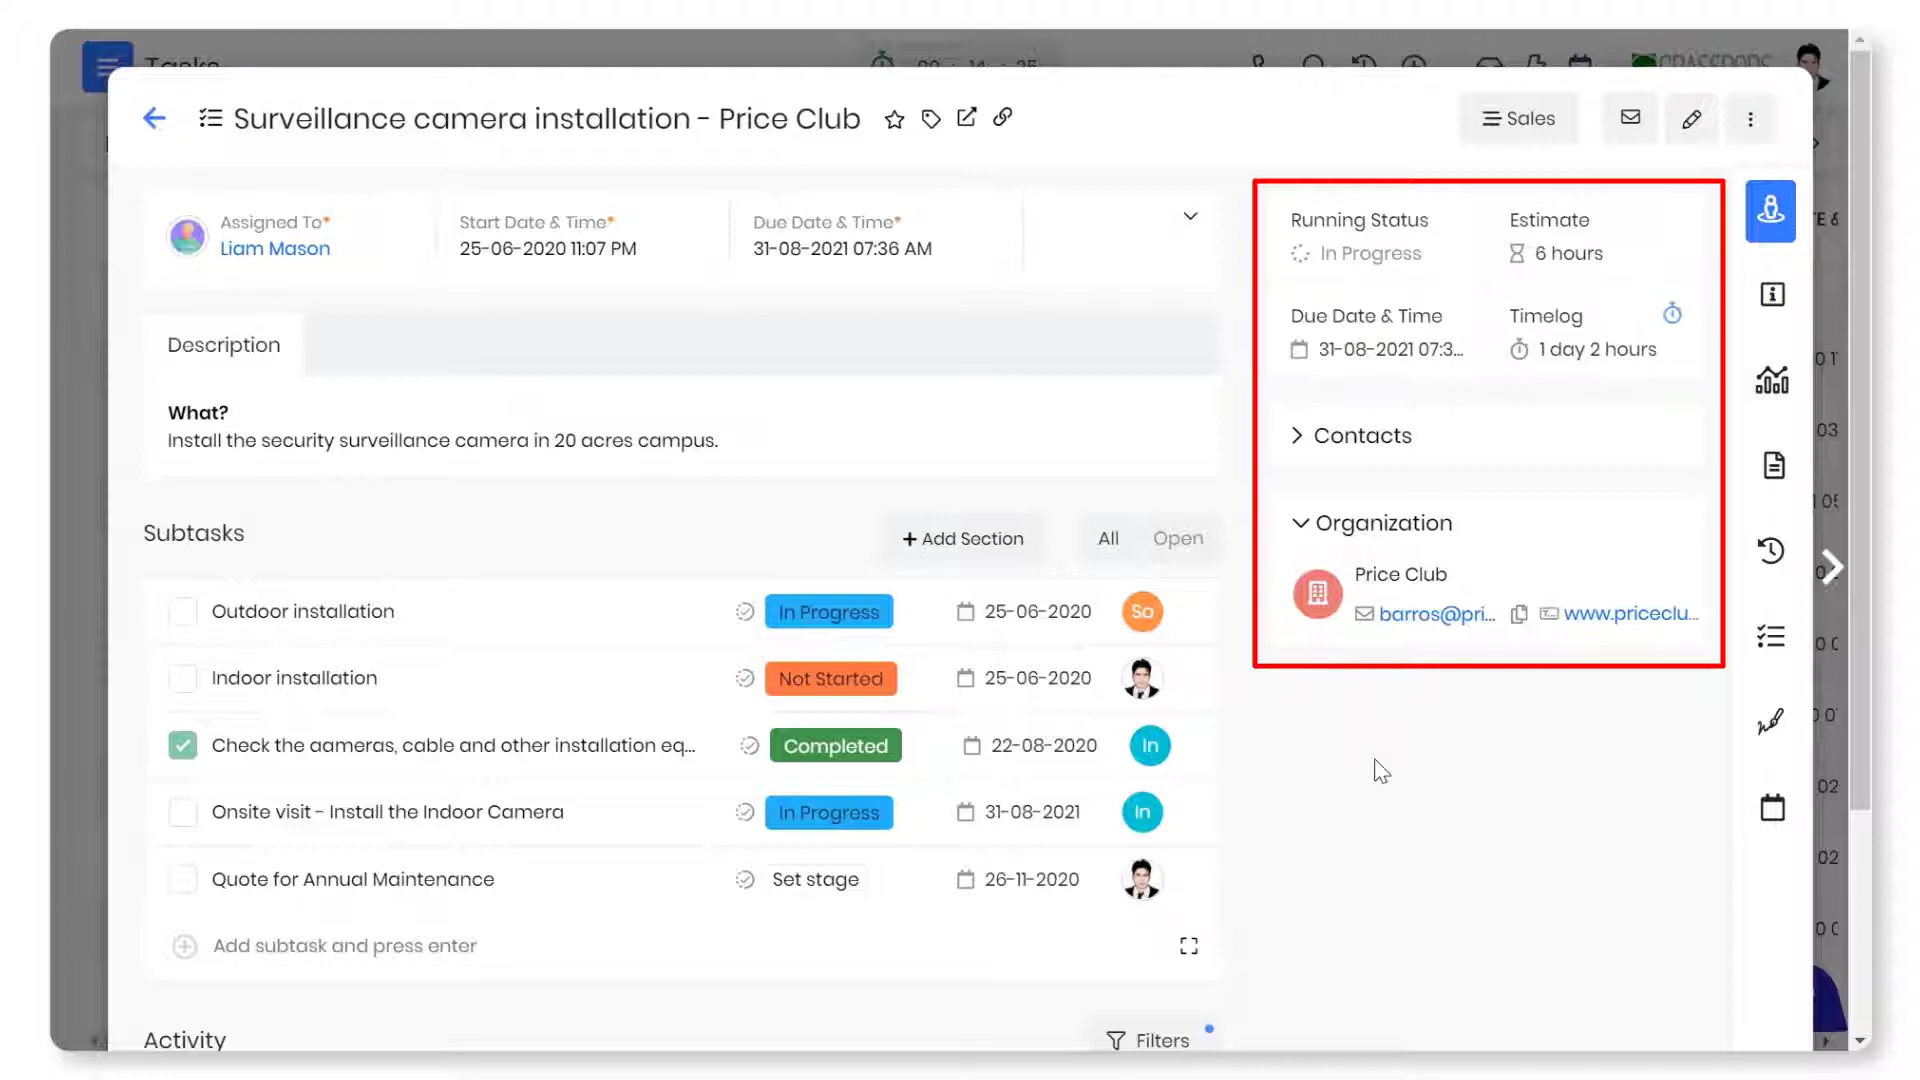 Tasks
Surveillance camera installation - Price Club
Sales
Assigned To*
Liam Mason
Start Date & Time*
25-06-2020 11:07 PM
Due Date & Time*
31-08-2021 07:36 AM
Description
What?
Install the security surveillance camera in 20 acres campus.
Subtasks
+ Add Section
All
Open
Outdoor installation
In Progress
25-06-2020
Sa
Indoor installation
Not Started
25-06-2020
Check the aameras, cable and other installation eq...
Completed
22-08-2020
In
Onsite visit - Install the Indoor Camera
In Progress
31-08-2021
In
Quote for Annual Maintenance
Set stage
26-11-2020
Add subtask and press enter
Activity
Filters
Running Status
In Progress
Estimate
6 hours
Due Date & Time
31-08-2021 07:3...
Timelog
1 day 2 hours
Contacts
Organization
Price Club
barros@pri...
www.priceclu...